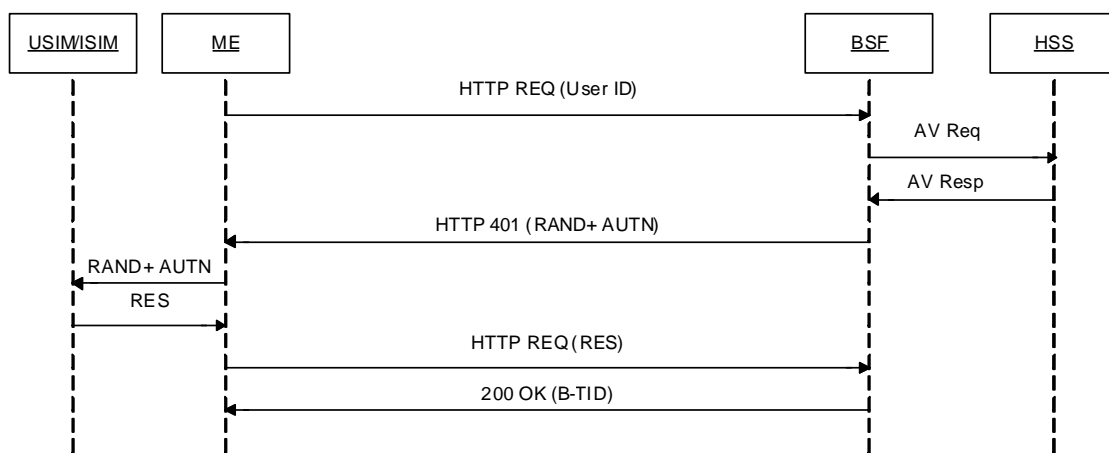 USIM/ISIM
ME
BSF
HSS
HTTP REQ (User ID)
AV Req
AV Resp
HTTP 401 (RAND+ AUTN)
RAND+ AUTN
RES
HTTP REQ (RES)
200 OK (B-TID)